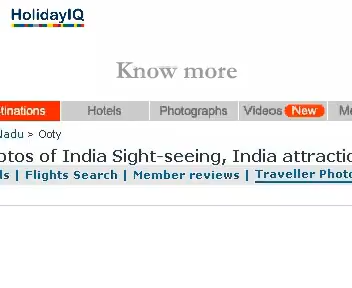 HolidayIQ
Know more
tinations Hotels Photographs Videos New Me
Nadu > Ooty
otos of India Sight-seeing, India attractio
ls | Flights Search | Member reviews | Traveller Photo